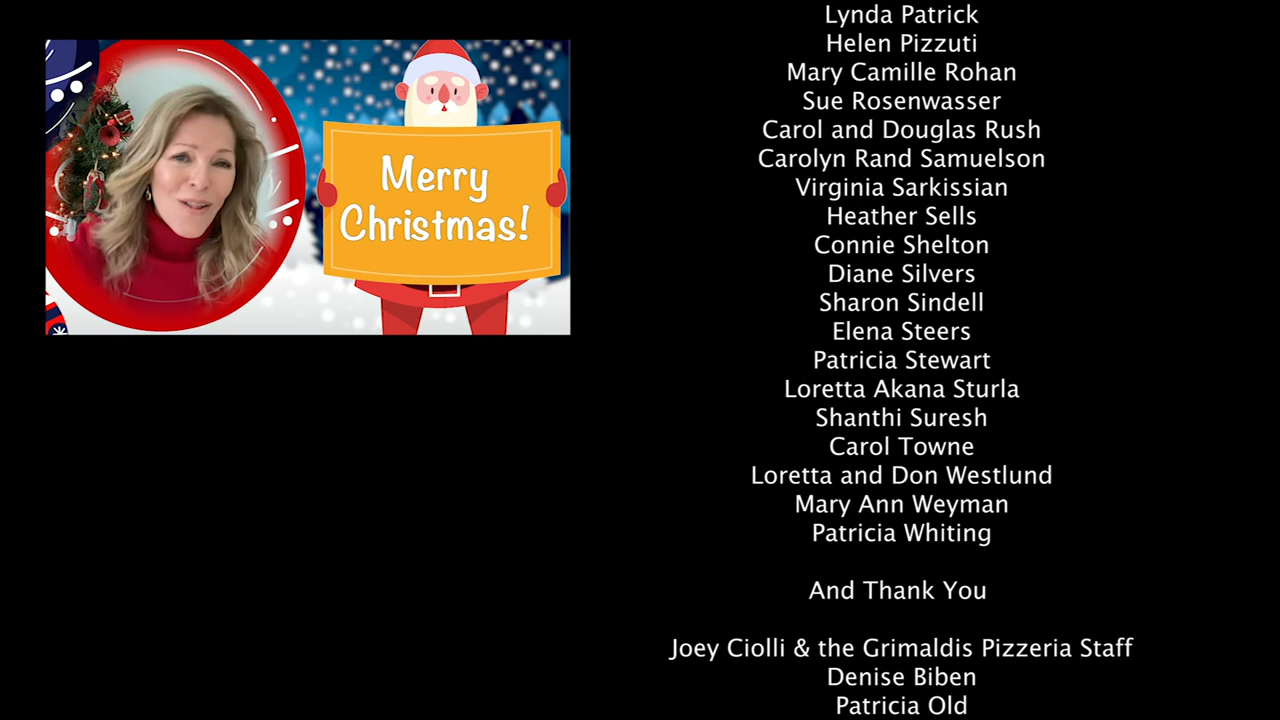 Merry
Christmas!
Lynda Patrick
Helen Pizzuti
Mary Camille Rohan
Sue Rosenwasser
Carol and Douglas Rush
Carolyn Rand Samuelson
Virginia Sarkissian
Heather Sells
Connie Shelton
Diane Silvers
Sharon Sindell
Elena Steers
Patricia Stewart
Loretta Akana Sturla
Shanthi Suresh
Carol Towne
Loretta and Don Westlund
Mary Ann Weyman
Patricia Whiting
And Thank You
Joey Ciolli & the Grimaldis Pizzeria Staff
Denise Biben
Patricia Old